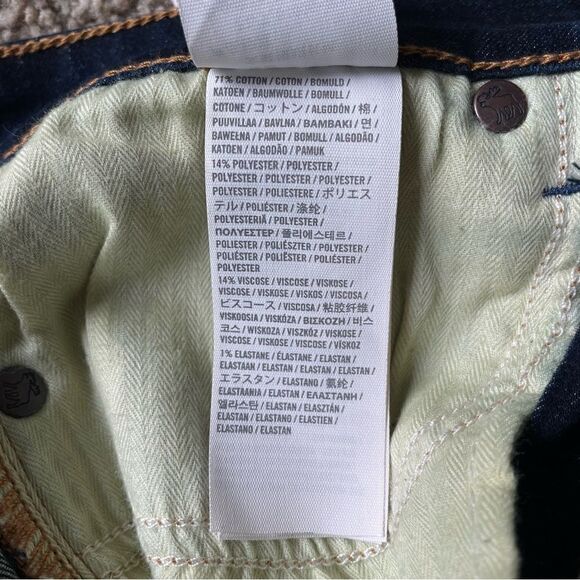 71% COTTON / COTON / BOMULD /
KATOEN / BAUMWOLLE / BOMULL /
COTONE / コットン / ALGODÓN / 棉 /
PUUVILLAA / BAVLNA / BAMBAKI / 면 /
BAWEŁNA / PAMUT / BOMULL / ALGODÃO /
KATOEN / ALGODÃO / PAMUK
14% POLYESTER / POLYESTER /
POLYESTER / POLYESTER / POLYESTER /
POLYESTER / POLIESTERE / ポリエス
テル / POLIÉSTER / 涤纶 /
POLYESTERIÄ / POLYESTER /
ΠΟΛΥΕΣΤΕΡ / 폴리에스테르 /
POLIESTER / POLIÉSZTER / POLYESTER /
POLIÉSTER / POLYESTER / POLIÉSTER /
POLYESTER
14% VISCOSE / VISCOSE / VISKOSE /
VISCOSE / VISKOSE / VISKOS / VISCOSA /
ビスコース / VISCOSA / 粘胶纤维 /
VISKOOSIA / VISKÓZA / ΒΙΣΚΟΖΗ / 비스
코스 / WISKOZA / VISZKÓZ / VISKOSE /
VISCOSE / VISCOSE / VISCOSE / VİSKOZ
1% ELASTANE / ÉLASTANE / ELASTAN /
ELASTAAN / ELASTAN / ELASTAN / ELASTAN /
エラスタン / ELASTANO / 氨纶 /
ELASTAANIA / ELASTAN / ΕΛΑΣΤΑΝΗ /
엘라스탄 / ELASTAN / ELASZTÁN /
ELASTAN / ELASTANO / ELASTIEN /
ELASTANO / ELASTAN